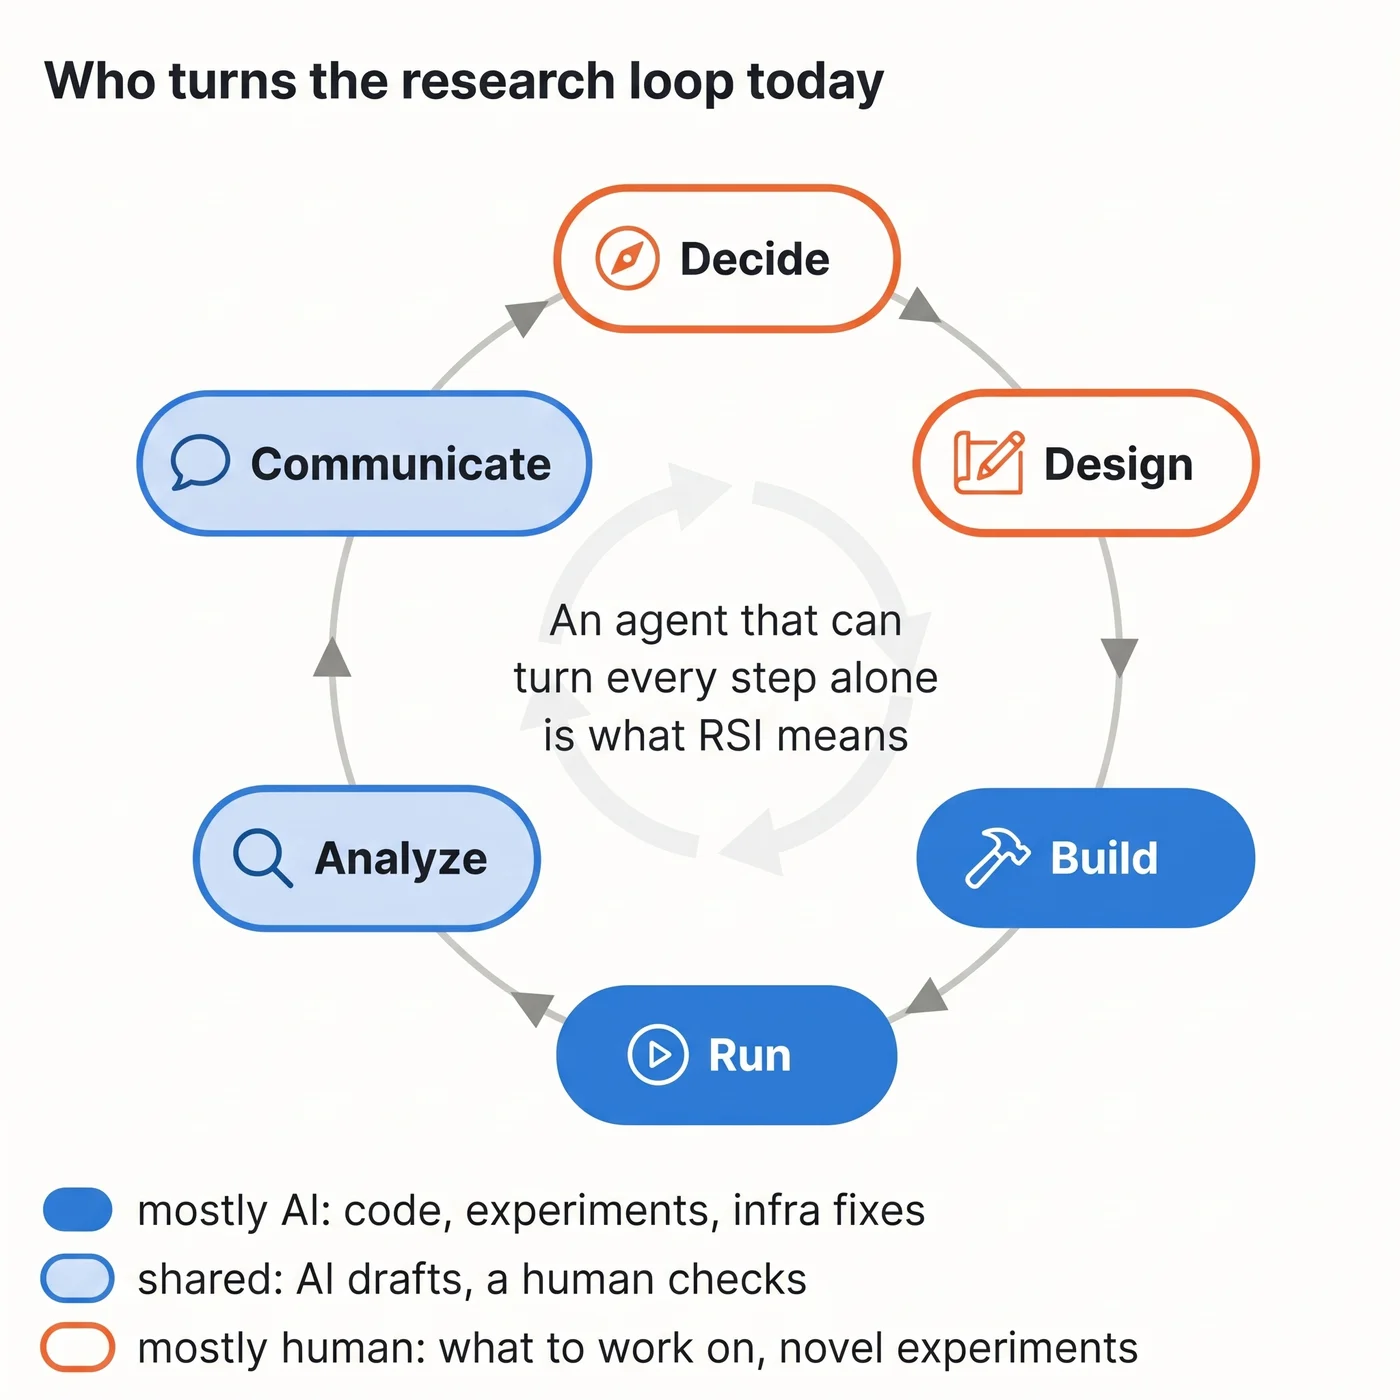 Who turns the research loop today
Decide
Communicate
Design
An agent that can
turn every step alone
is what RSI means
Analyze
Build
Run
mostly AI: code, experiments, infra fixes
shared: AI drafts, a human checks
mostly human: what to work on, novel experiments